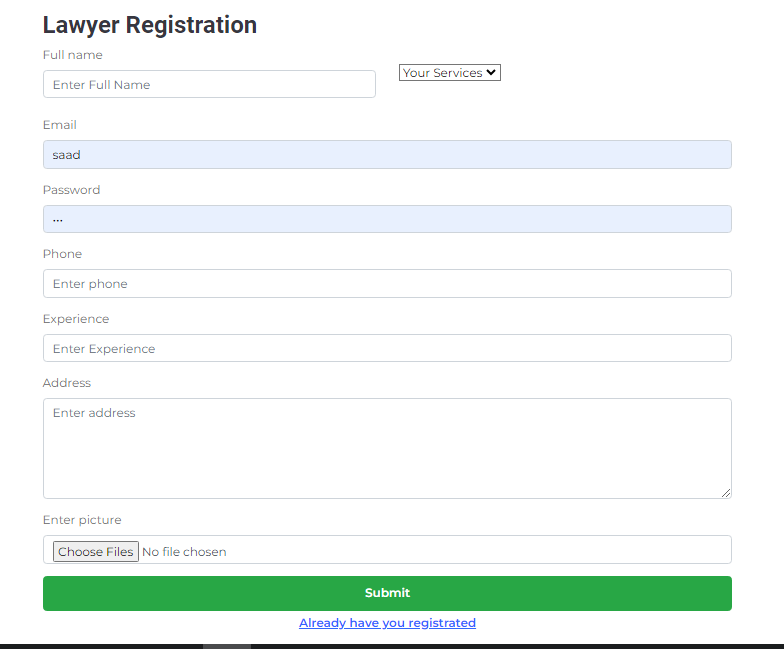 Lawyer Registration
Full name
Enter Full Name
Your Services
Email
saad
Password
...
Phone
Enter phone
Experience
Enter Experience
Address
Enter address
Enter picture
Choose Files No file chosen
Submit
Already have you registrated